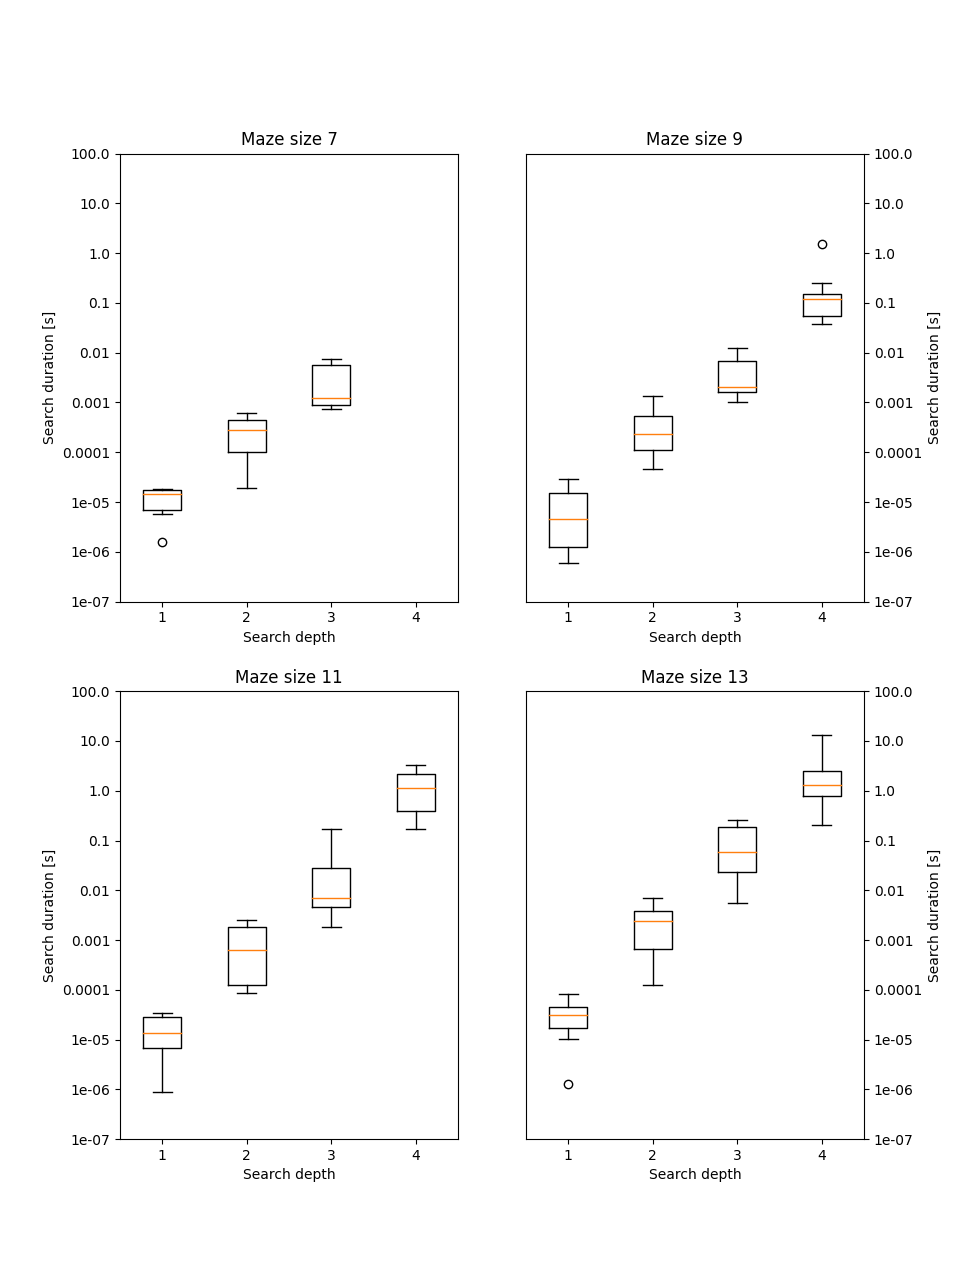 Maze size 7
100.0
10.0
1.0
0.1
0.01
0.001
0.0001
1e-05
1e-06
1e-07
Search duration [s]
1 2 3 4
Search depth
Maze size 9
100.0
10.0
1.0
0.1
0.01
0.001
0.0001
1e-05
1e-06
1e-07
Search duration [s]
1 2 3 4
Search depth
Maze size 11
100.0
10.0
1.0
0.1
0.01
0.001
0.0001
1e-05
1e-06
1e-07
Search duration [s]
1 2 3 4
Search depth
Maze size 13
100.0
10.0
1.0
0.1
0.01
0.001
0.0001
1e-05
1e-06
1e-07
Search duration [s]
1 2 3 4
Search depth